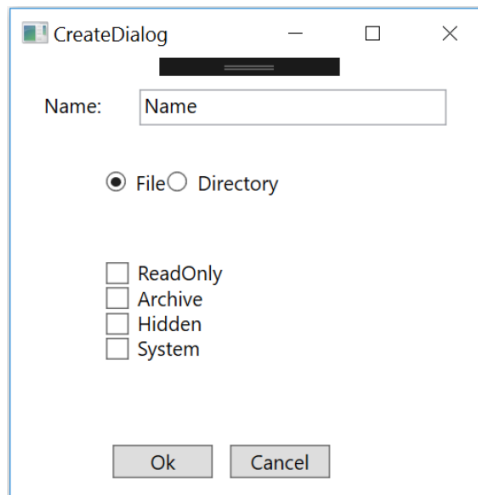 CreateDialog
Name: Name
File Directory
ReadOnly
Archive
Hidden
System
Ok Cancel